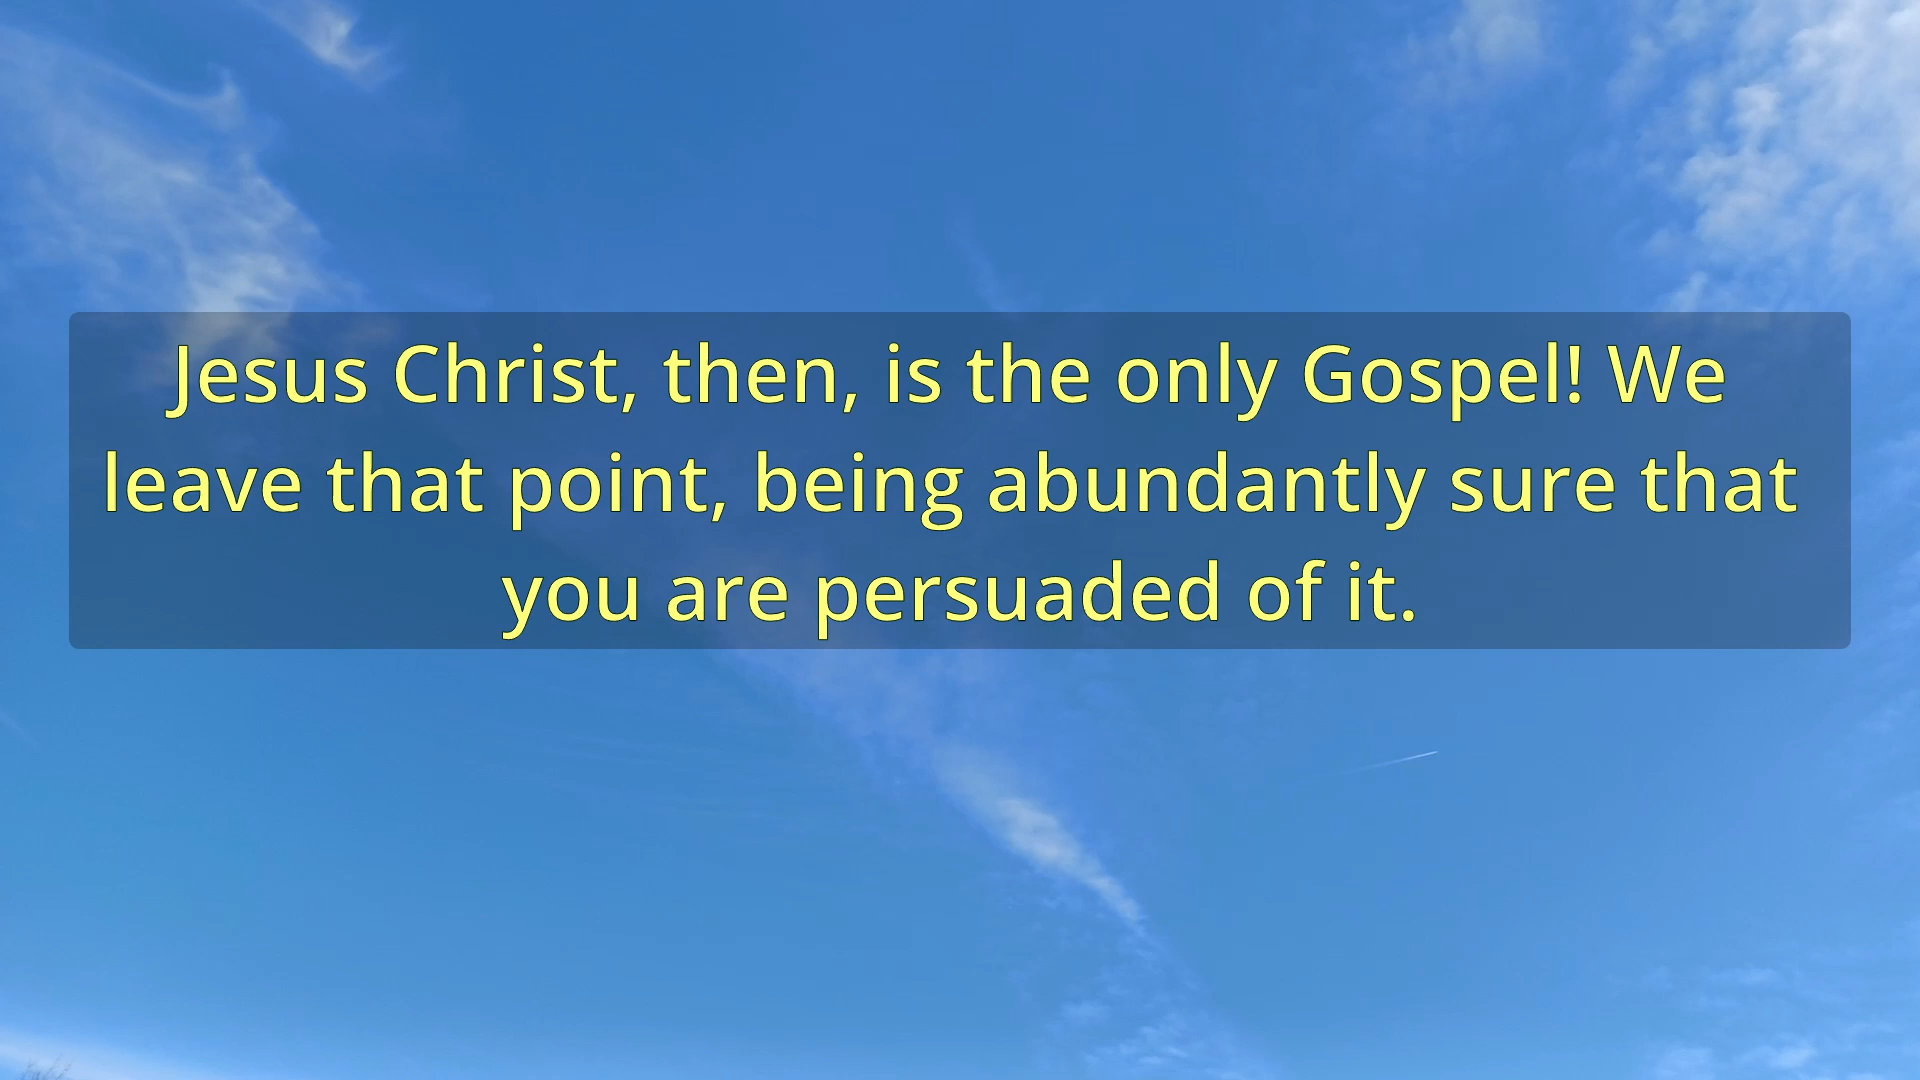 Jesus Christ, then, is the only Gospel! We
leave that point, being abundantly sure that
you are persuaded of it.